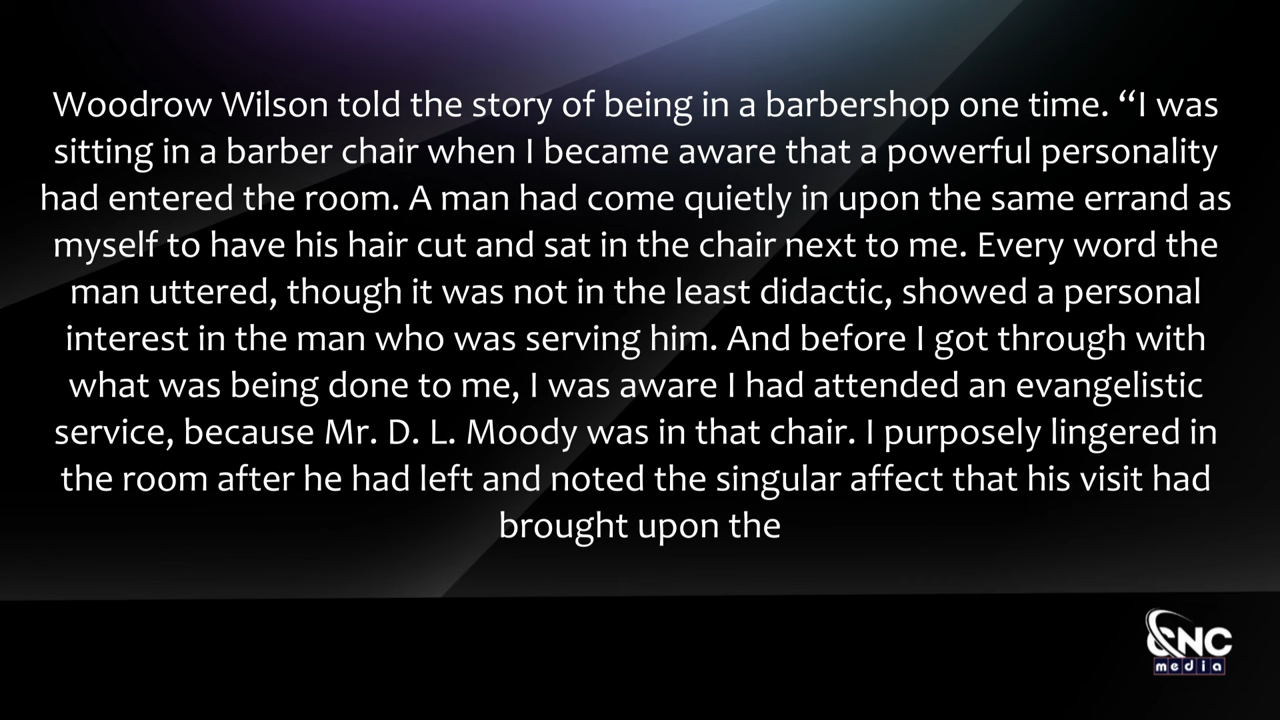 Woodrow Wilson told the story of being in a barbershop one time. “I was
sitting in a barber chair when I became aware that a powerful personality
had entered the room. A man had come quietly in upon the same errand as
myself to have his hair cut and sat in the chair next to me. Every word the
man uttered, though it was not in the least didactic, showed a personal
interest in the man who was serving him. And before I got through with
what was being done to me, I was aware I had attended an evangelistic
service, because Mr. D. L. Moody was in that chair. I purposely lingered in
the room after he had left and noted the singular affect that his visit had
brought upon the
CNC
media